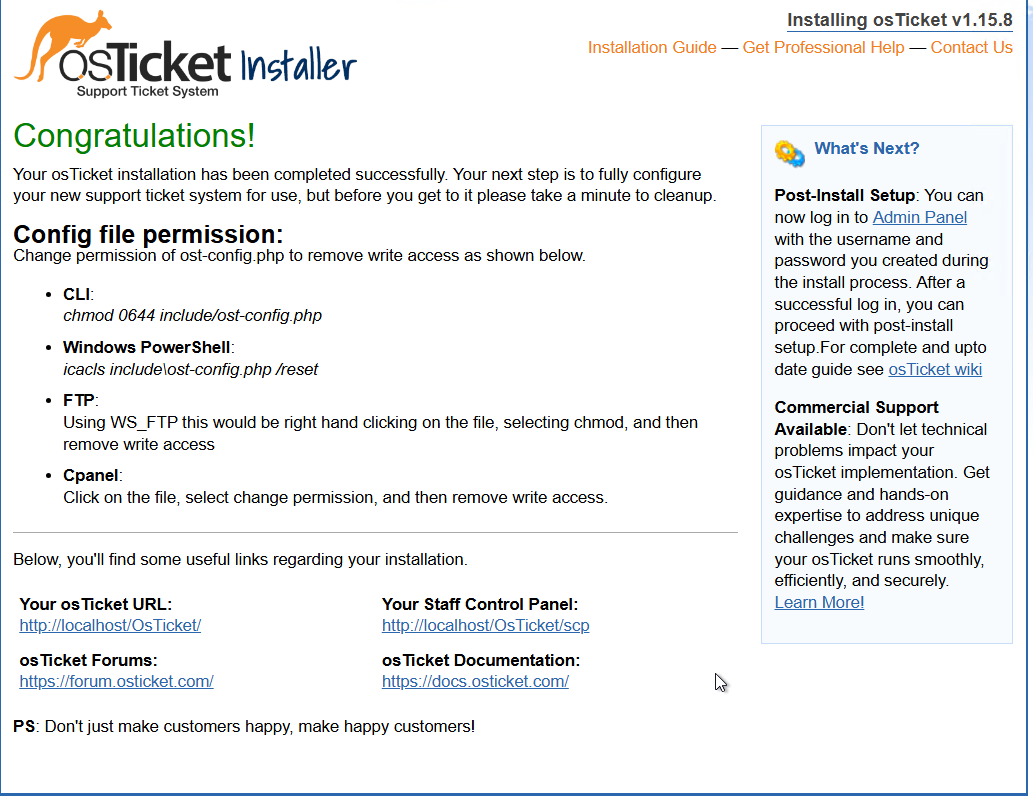 osTicket Installer
Support Ticket System
Installing osTicket v1.15.8
Installation Guide — Get Professional Help — Contact Us
Congratulations!
Your osTicket installation has been completed successfully. Your next step is to fully configure
your new support ticket system for use, but before you get to it please take a minute to cleanup.
Config file permission:
Change permission of ost-config.php to remove write access as shown below.
• CLI:
chmod 0644 include/ost-config.php
• Windows PowerShell:
icacls include\ost-config.php /reset
• FTP:
Using WS_FTP this would be right hand clicking on the file, selecting chmod, and then
remove write access
• Cpanel:
Click on the file, select change permission, and then remove write access.
Below, you'll find some useful links regarding your installation.
Your osTicket URL:
http://localhost/OsTicket/
Your Staff Control Panel:
http://localhost/OsTicket/scp
osTicket Forums:
https://forum.osticket.com/
osTicket Documentation:
https://docs.osticket.com/
PS: Don't just make customers happy, make happy customers!
What's Next?
Post-Install Setup: You can
now log in to Admin Panel
with the username and
password you created during
the install process. After a
successful log in, you can
proceed with post-install
setup.For complete and upto
date guide see osTicket wiki
Commercial Support
Available: Don't let technical
problems impact your
osTicket implementation. Get
guidance and hands-on
expertise to address unique
challenges and make sure
your osTicket runs smoothly,
efficiently, and securely.
Learn More!